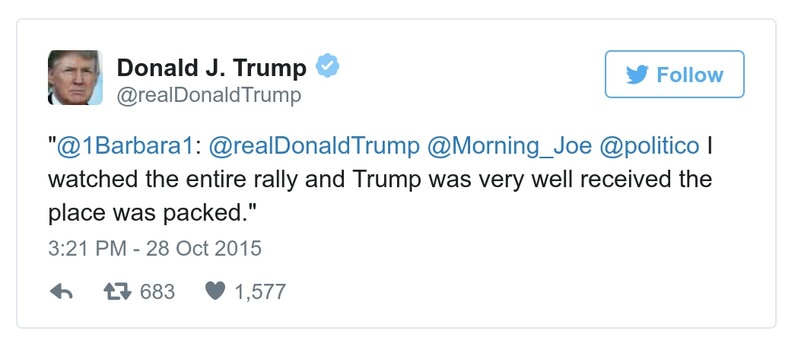 Donald J. Trump
@realDonaldTrump
Follow
"@1Barbara1: @realDonaldTrump @Morning_Joe @politico I
watched the entire rally and Trump was very well received the
place was packed."
3:21 PM - 28 Oct 2015
683 1,577